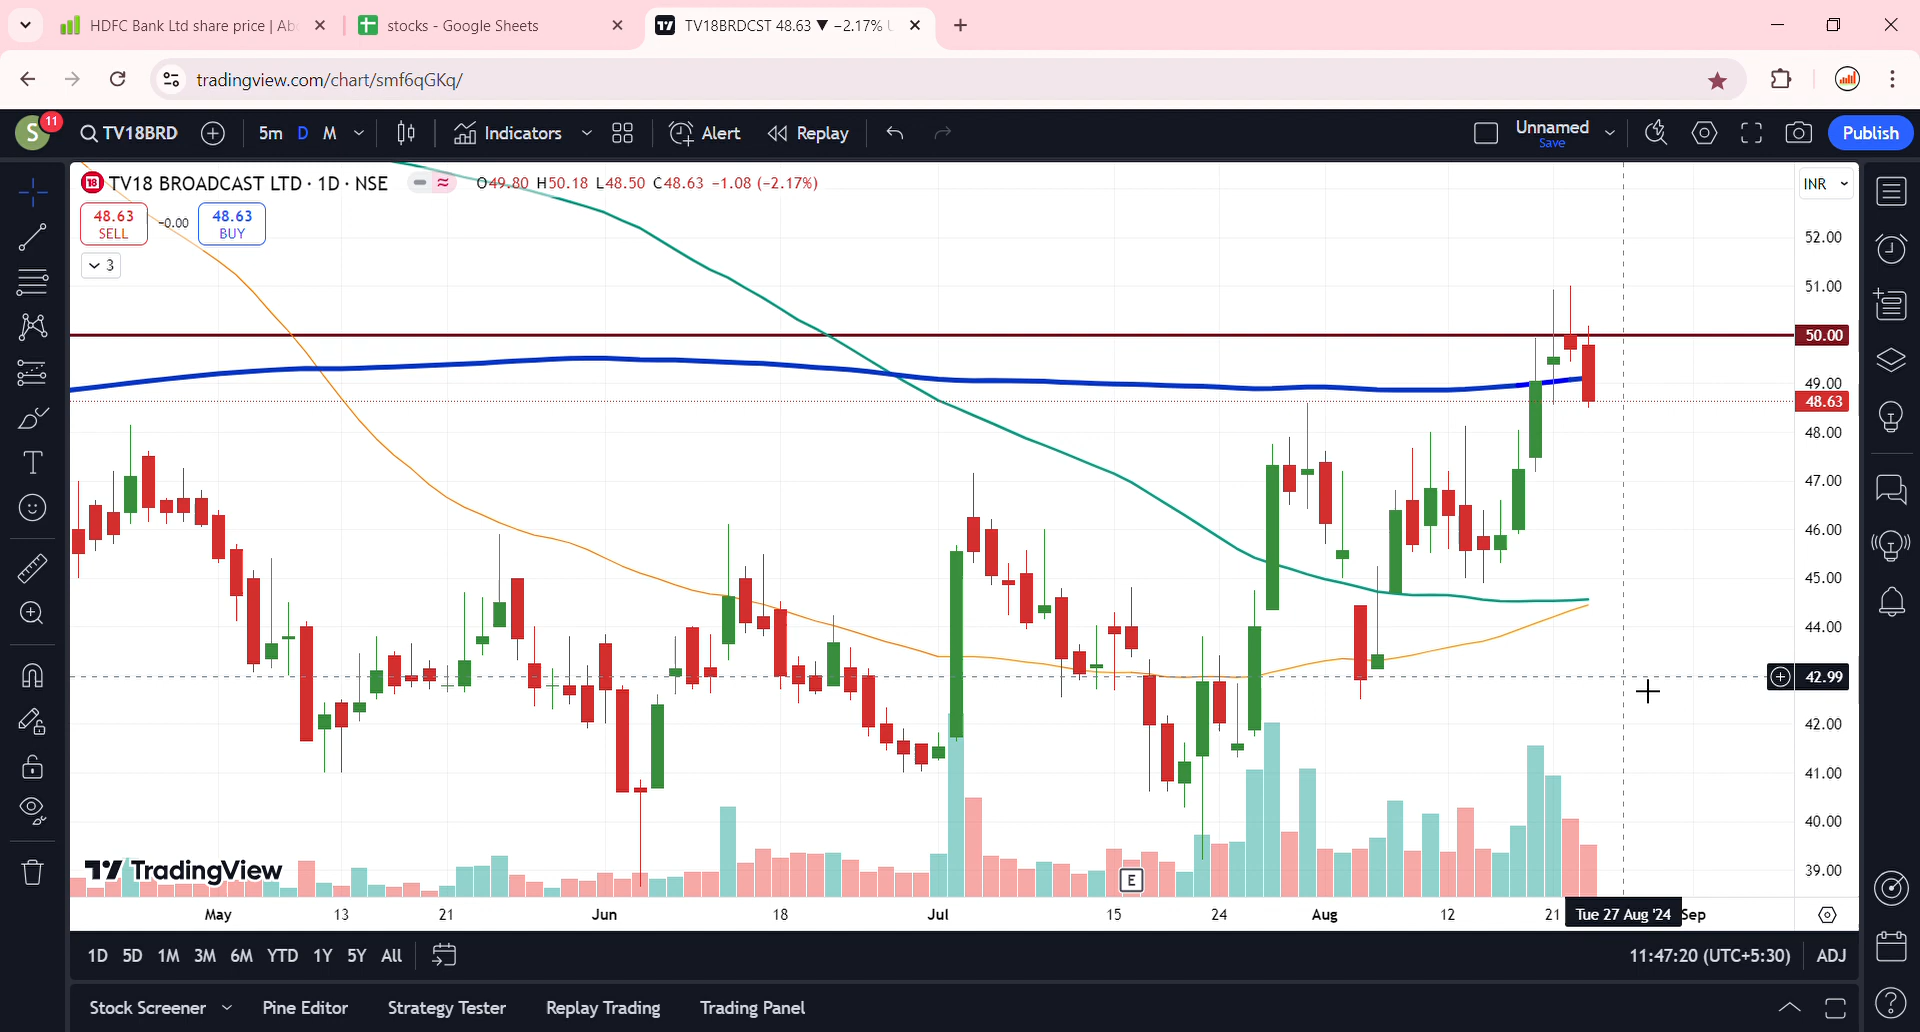 HDFC Bank Ltd share price | Ab
stocks - Google Sheets
TV18BRDCST 48.63 ▼ −2.17% U
tradingview.com/chart/smf6qGKq/
S
11
TV18BRD
5m D M
Indicators
Alert
Replay
Unnamed
Save
Publish
18 TV18 BROADCAST LTD · 1D · NSE
O49.80 H50.18 L48.50 C48.63 −1.08 (−2.17%)
INR
48.63
SELL
-0.00
48.63
BUY
3
52.00
51.00
50.00
49.00
48.63
48.00
47.00
46.00
45.00
44.00
42.99
42.00
41.00
40.00
39.00
TradingView
E
May 13 21 Jun 18 Jul 15 24 Aug 12 21 Tue 27 Aug '24 Sep
1D 5D 1M 3M 6M YTD 1Y 5Y All
11:47:20 (UTC+5:30) ADJ
Stock Screener Pine Editor Strategy Tester Replay Trading Trading Panel